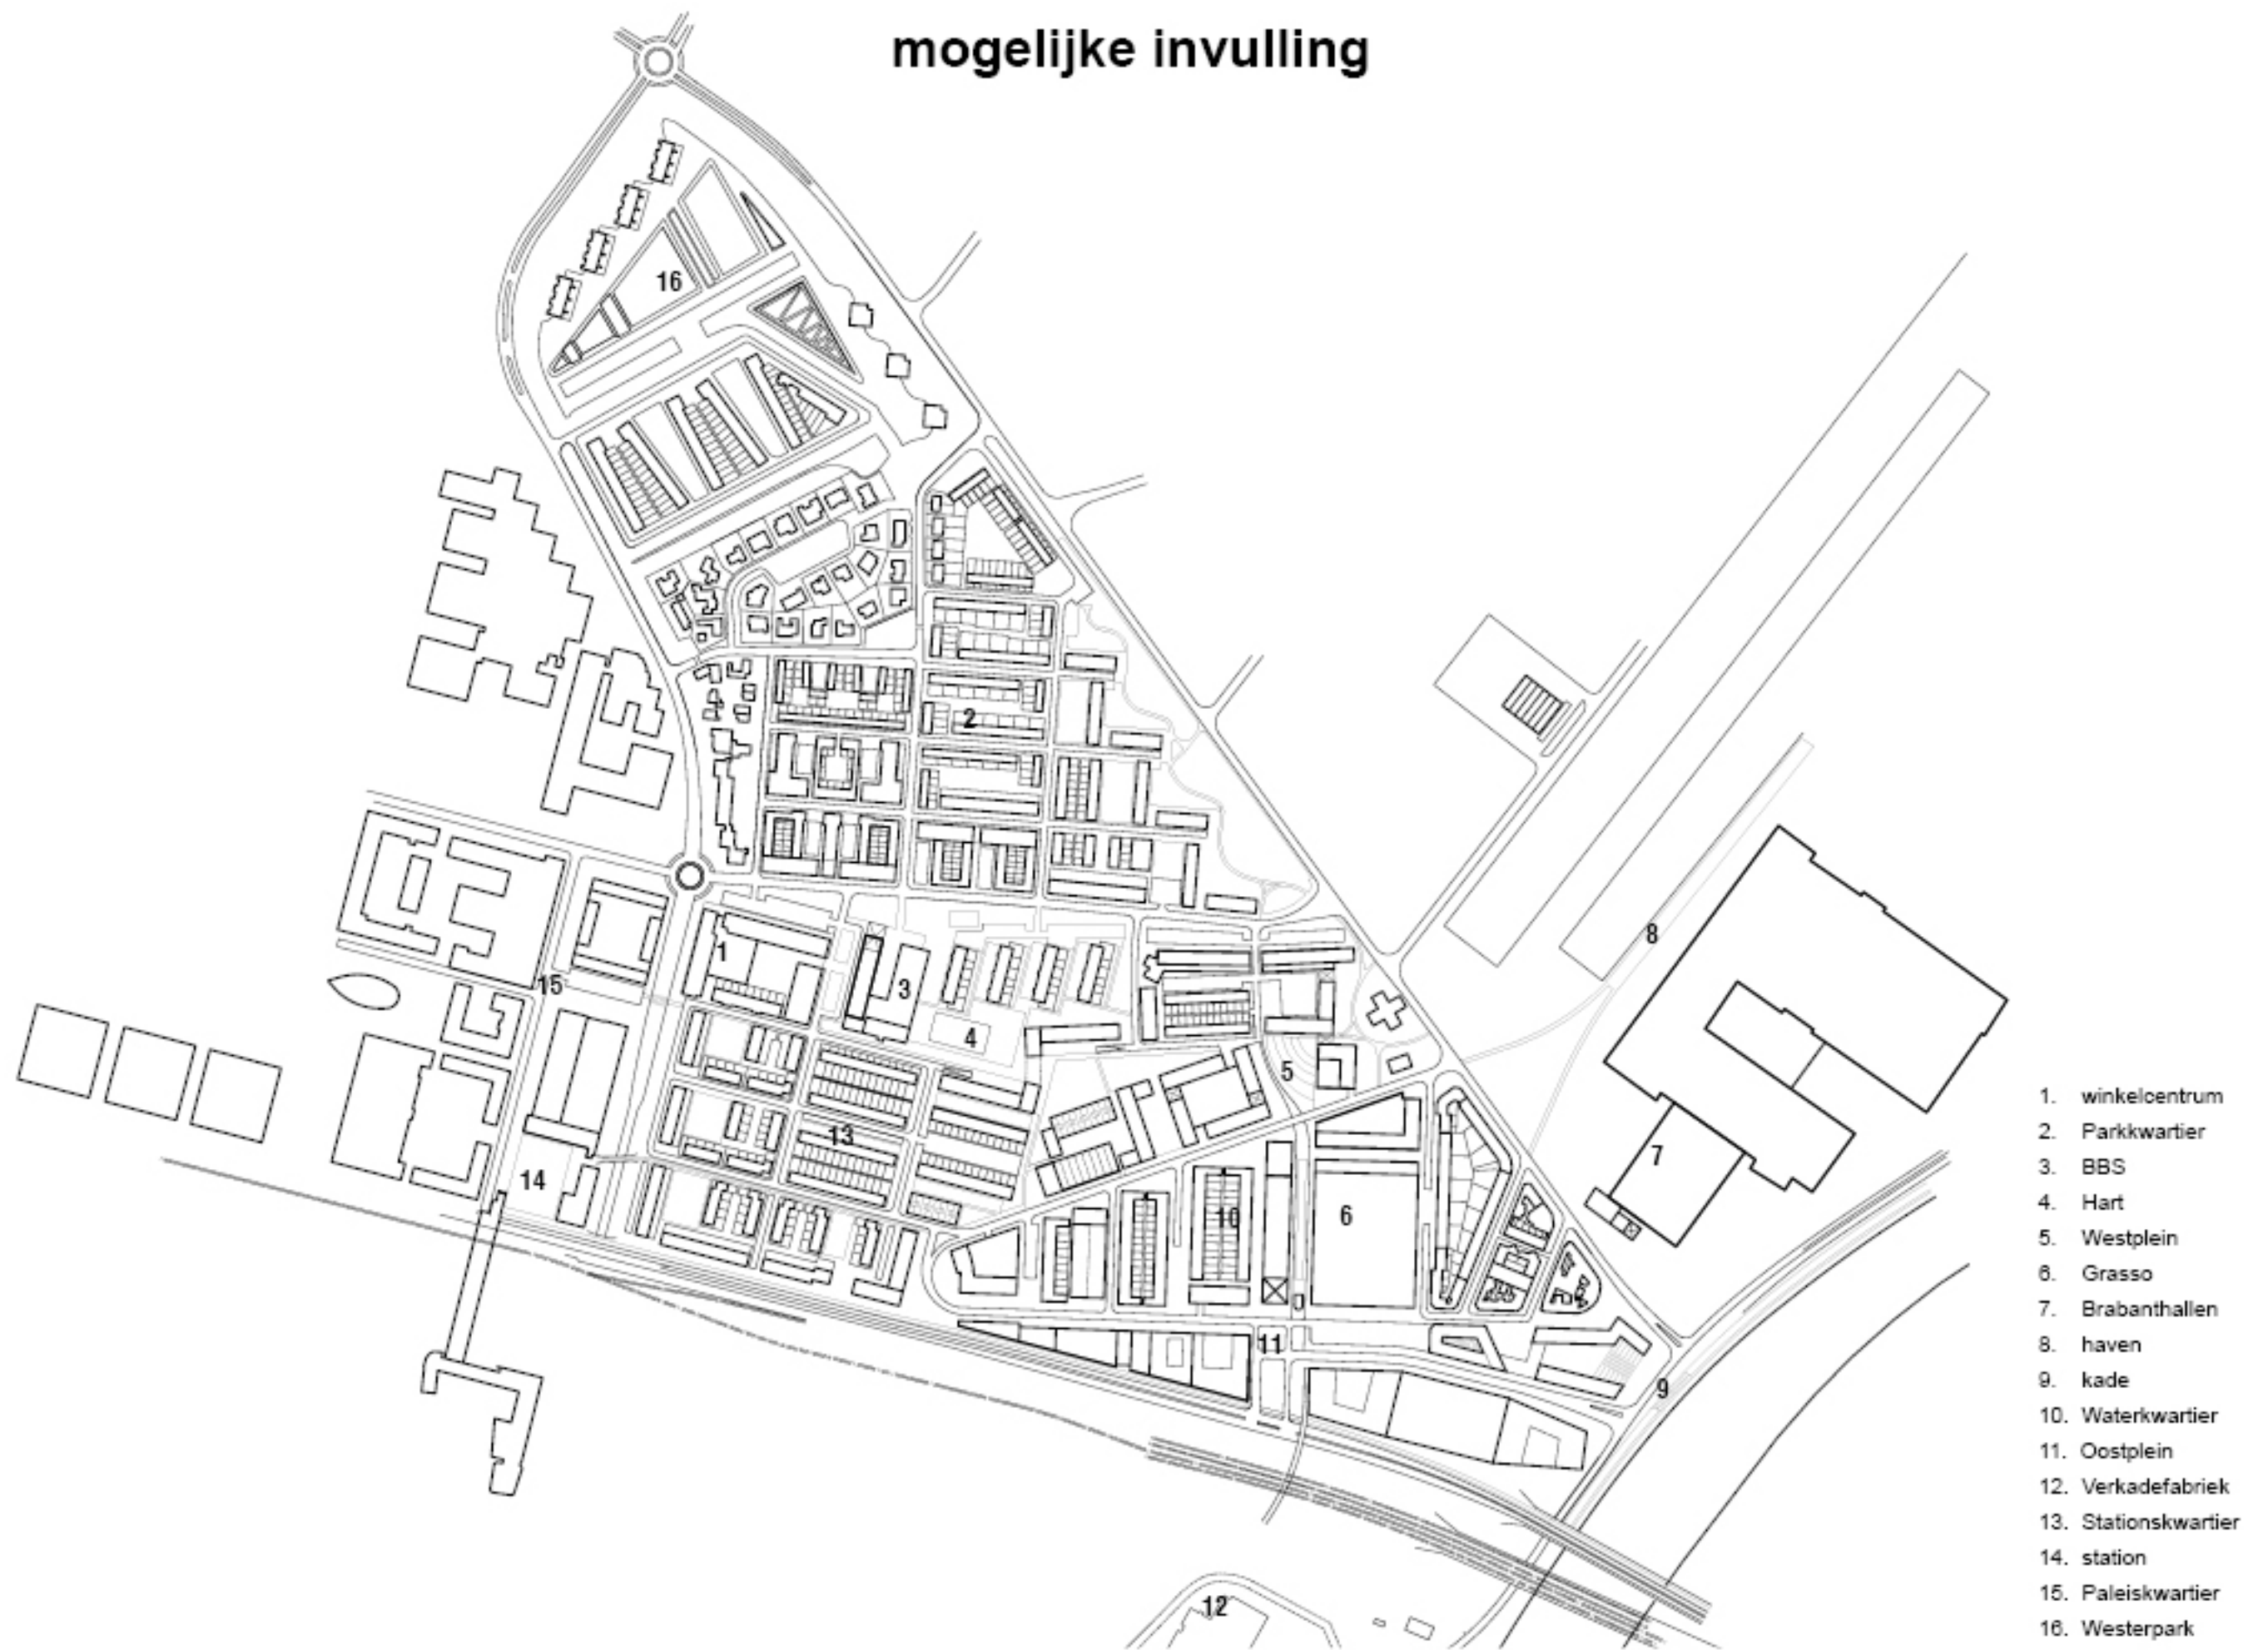 mogelijke invulling
16
2
8
1
3
15
4
5
7
13
14
10
6
11
9
12
1. winkelcentrum
2. Parkkwartier
3. BBS
4. Hart
5. Westplein
6. Grasso
7. Brabanthallen
8. haven
9. kade
10. Waterkwartier
11. Oostplein
12. Verkadefabriek
13. Stationskwartier
14. station
15. Paleiskwartier
16. Westerpark